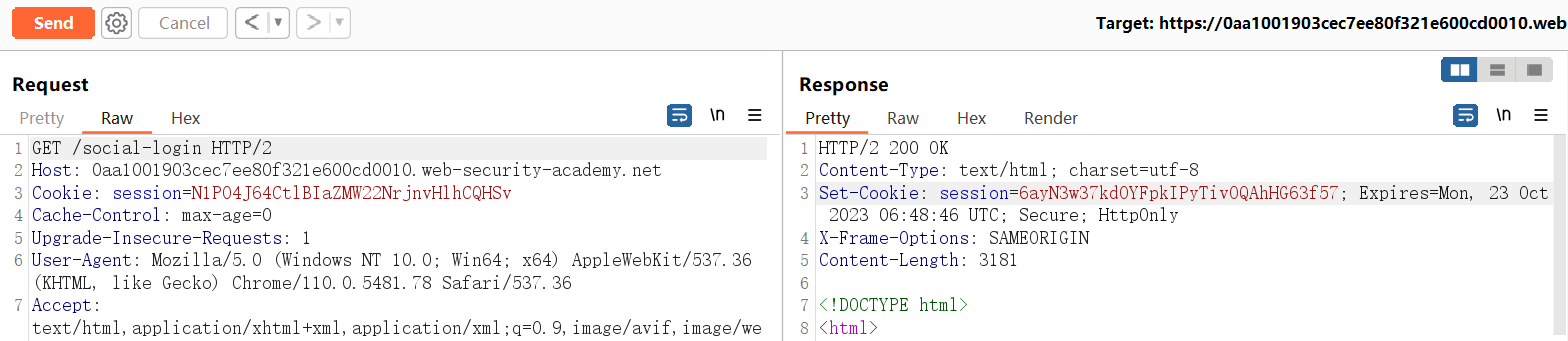 Send
Cancel
Target: https://0aa1001903cec7ee80f321e600cd0010.web
Request
Pretty Raw Hex
\n
1 GET /social-login HTTP/2
2 Host: 0aa1001903cec7ee80f321e600cd0010.web-security-academy.net
3 Cookie: session=N1PO4J64CtlBIaZMW22NrjnvHlhCQHSv
4 Cache-Control: max-age=0
5 Upgrade-Insecure-Requests: 1
6 User-Agent: Mozilla/5.0 (Windows NT 10.0; Win64; x64) AppleWebKit/537.36
(KHTML, like Gecko) Chrome/110.0.5481.78 Safari/537.36
7 Accept:
text/html,application/xhtml+xml,application/xml;q=0.9,image/avif,image/we
Response
Pretty Raw Hex Render
\n
1 HTTP/2 200 OK
2 Content-Type: text/html; charset=utf-8
3 Set-Cookie: session=6ayN3w37kdOYFpkIPyTivOQAhHG63f57; Expires=Mon, 23 Oct
2023 06:48:46 UTC; Secure; HttpOnly
4 X-Frame-Options: SAMEORIGIN
5 Content-Length: 3181
6
7 <!DOCTYPE html>
8 <html>